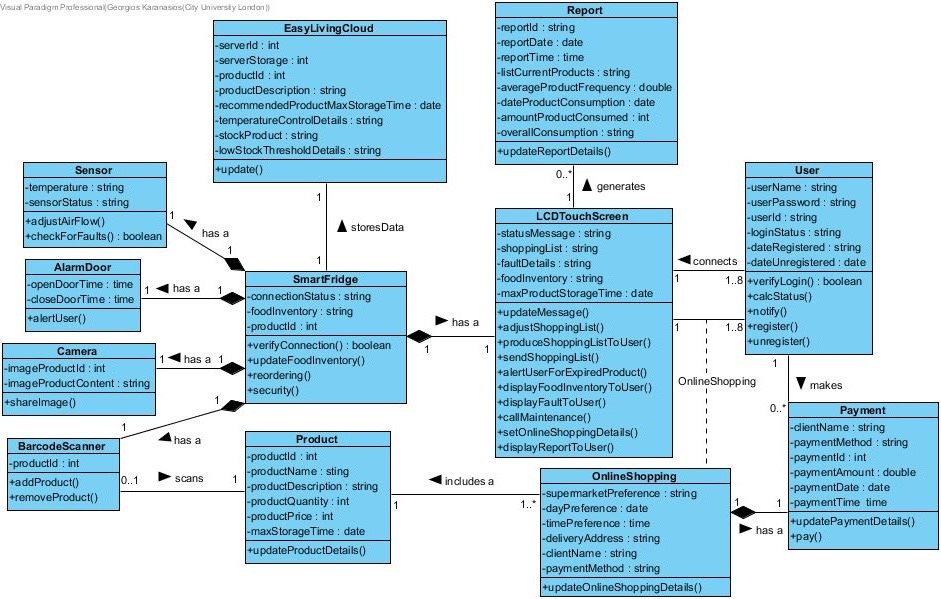 Visual Paradigm Professional(Georgios Karanasios(City University London))
EasyLivingCloud
-serverId : int
-serverStorage : int
-productId : int
-productDescription : string
-recommendedProductMaxStorageTime : date
-temperatureControlDetails : string
-stockProduct : string
-lowStockThresholdDetails : string
+update()
Report
-reportId : string
-reportDate : date
-reportTime : time
-listCurrentProducts : string
-averageProductFrequency : double
-dateProductConsumption : date
-amountProductConsumed : int
-overallConsumption : string
+updateReportDetails()
0..*
1
generates
Sensor
-temperature : string
-sensorStatus : string
+adjustAirFlow()
+checkForFaults() : boolean
1
has a
1
1
storesData
1
User
-userName : string
-userPassword : string
-userId : string
-loginStatus : string
-dateRegistered : string
-dateUnregistered : date
+verifyLogin() : boolean
+calcStatus()
+notify()
+register()
+unregister()
LCDTouchScreen
-statusMessage : string
-shoppingList : string
-faultDetails : string
-foodInventory : string
-maxProductStorageTime : date
+updateMessage()
+adjustShoppingList()
+produceShoppingListToUser()
+sendShoppingList()
+alertUserForExpiredProduct()
+displayFoodInventoryToUser()
+displayFaultToUser()
+callMaintenance()
+setOnlineShoppingDetails()
+displayReportToUser()
connects
1
1..8
1
1..8
OnlineShopping
AlarmDoor
-openDoorTime : time
-closeDoorTime : time
+alertUser()
1
has a
1
SmartFridge
-connectionStatus : string
-foodInventory : string
-productId : int
+verifyConnection() : boolean
+updateFoodInventory()
+reordering()
+security()
has a
1
1
Camera
-imageProductId : int
-imageProductContent : string
+shareImage()
1
has a
1
1
makes
0..*
1
1
has a
BarcodeScanner
-productId : int
+addProduct()
+removeProduct()
0..1
scans
1
Product
-productId : int
-productName : sting
-productDescription : string
-productQuantity : int
-productPrice : int
-maxStorageTime : date
+updateProductDetails()
includes a
1
1..*
OnlineShopping
-supermarketPreference : string
-dayPreference : date
-timePreference : time
-deliveryAddress : string
-clientName : string
-paymentMethod : string
+updateOnlineShoppingDetails()
1
1
has a
Payment
-clientName : string
-paymentMethod : string
-paymentId : int
-paymentAmount : double
-paymentDate : date
-paymentTime time
+updatePaymentDetails()
+pay()